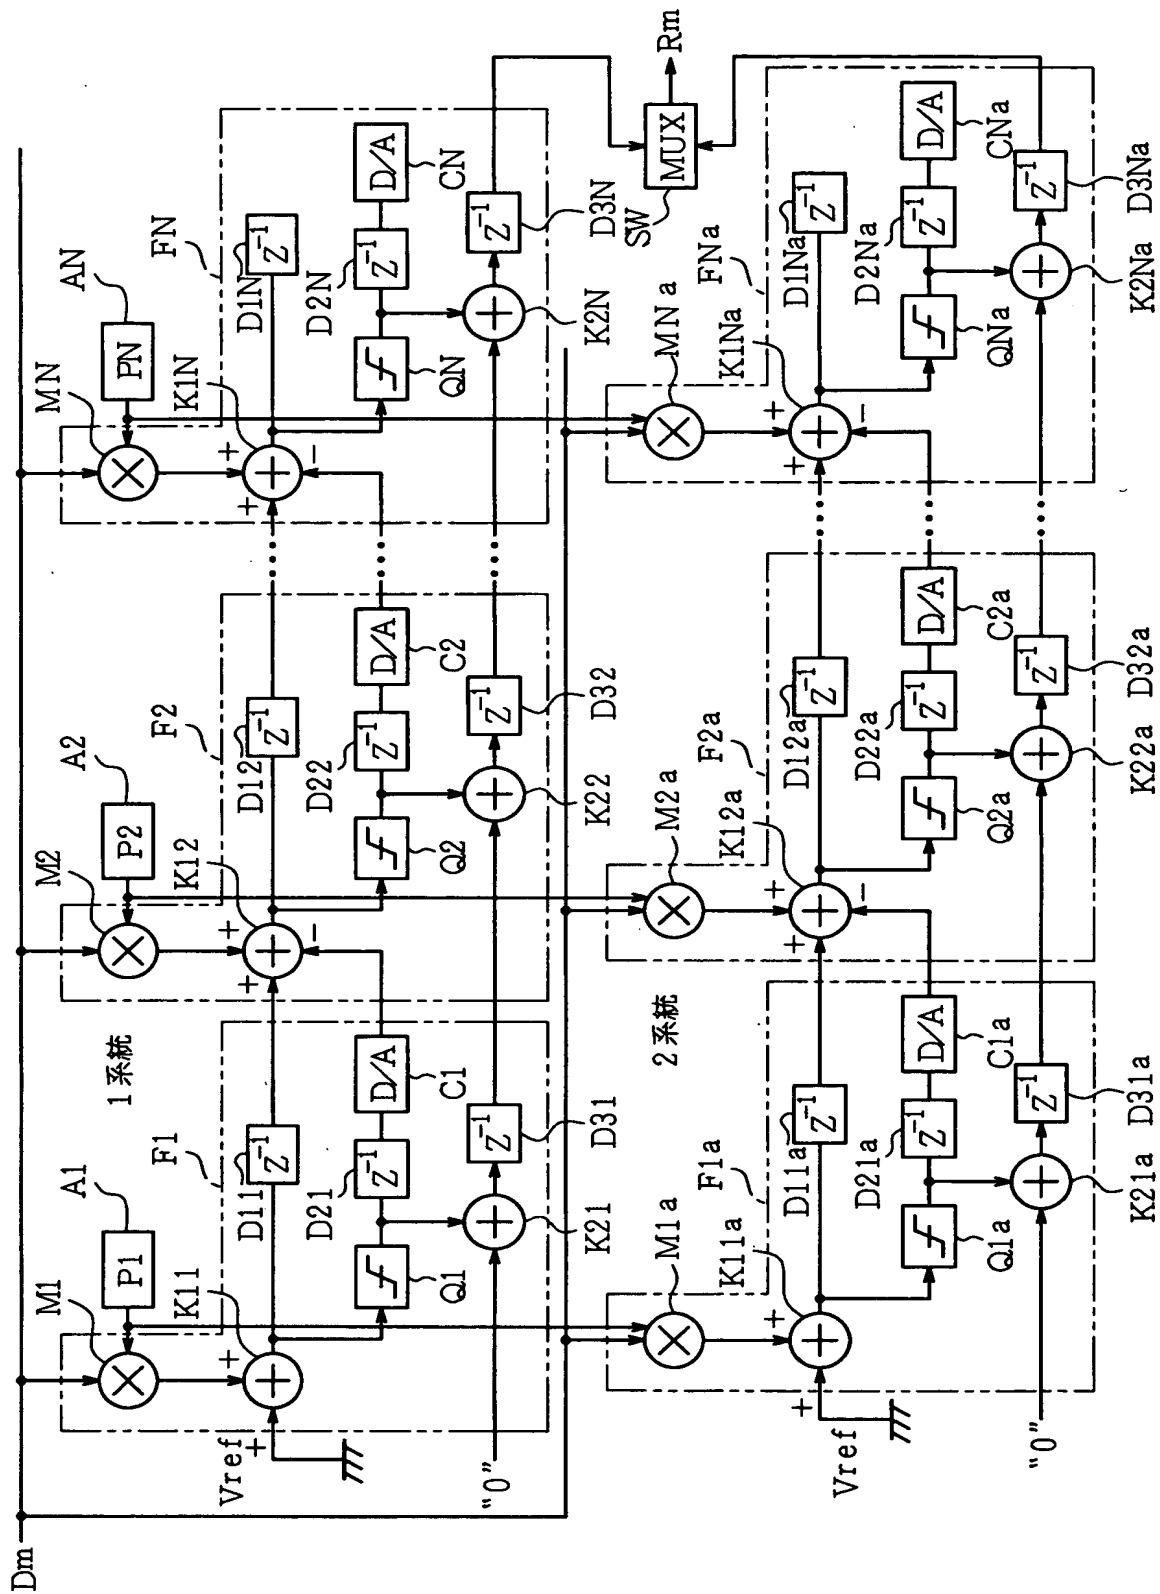 Dm
1系統
M1
A1
P1
K11
F1
D11
Z⁻¹
D21
Z⁻¹
D/A
C1
Q1
K21
Z⁻¹
D31
Vref
+
+
“0”
M2
A2
P2
K12
F2
D12
Z⁻¹
D22
Z⁻¹
D/A
C2
Q2
K22
Z⁻¹
D32
+
+
−
MN
AN
PN
K1N
FN
D1N
Z⁻¹
D2N
Z⁻¹
D/A
CN
QN
K2N
Z⁻¹
D3N
+
+
−
MUX
SW
Rm
2系統
M1a
K11a
F1a
D11a
Z⁻¹
D21a
Z⁻¹
D/A
C1a
Q1a
K21a
Z⁻¹
D31a
Vref
+
+
“0”
M2a
K12a
F2a
D12a
Z⁻¹
D22a
Z⁻¹
D/A
C2a
Q2a
K22a
Z⁻¹
D32a
+
+
−
MNa
K1Na
FNa
D1Na
Z⁻¹
D2Na
Z⁻¹
D/A
CNa
QNa
K2Na
Z⁻¹
D3Na
+
+
−